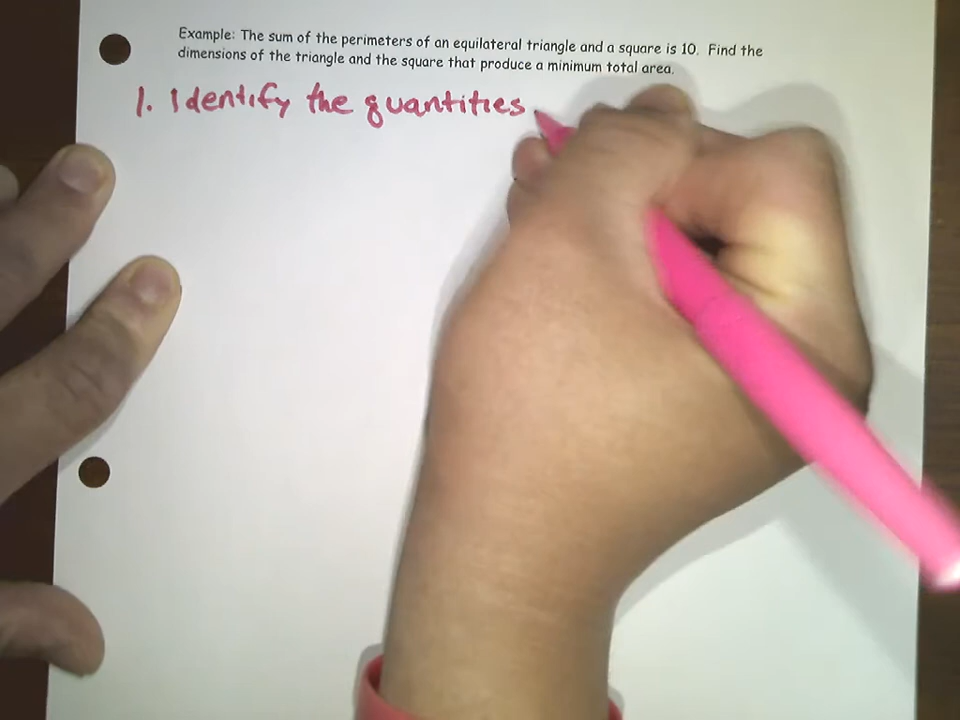 Example: The sum of the perimeters of an equilateral triangle and a square is 10. Find the
dimensions of the triangle and the square that produce a minimum total area.
1. Identify the quantities